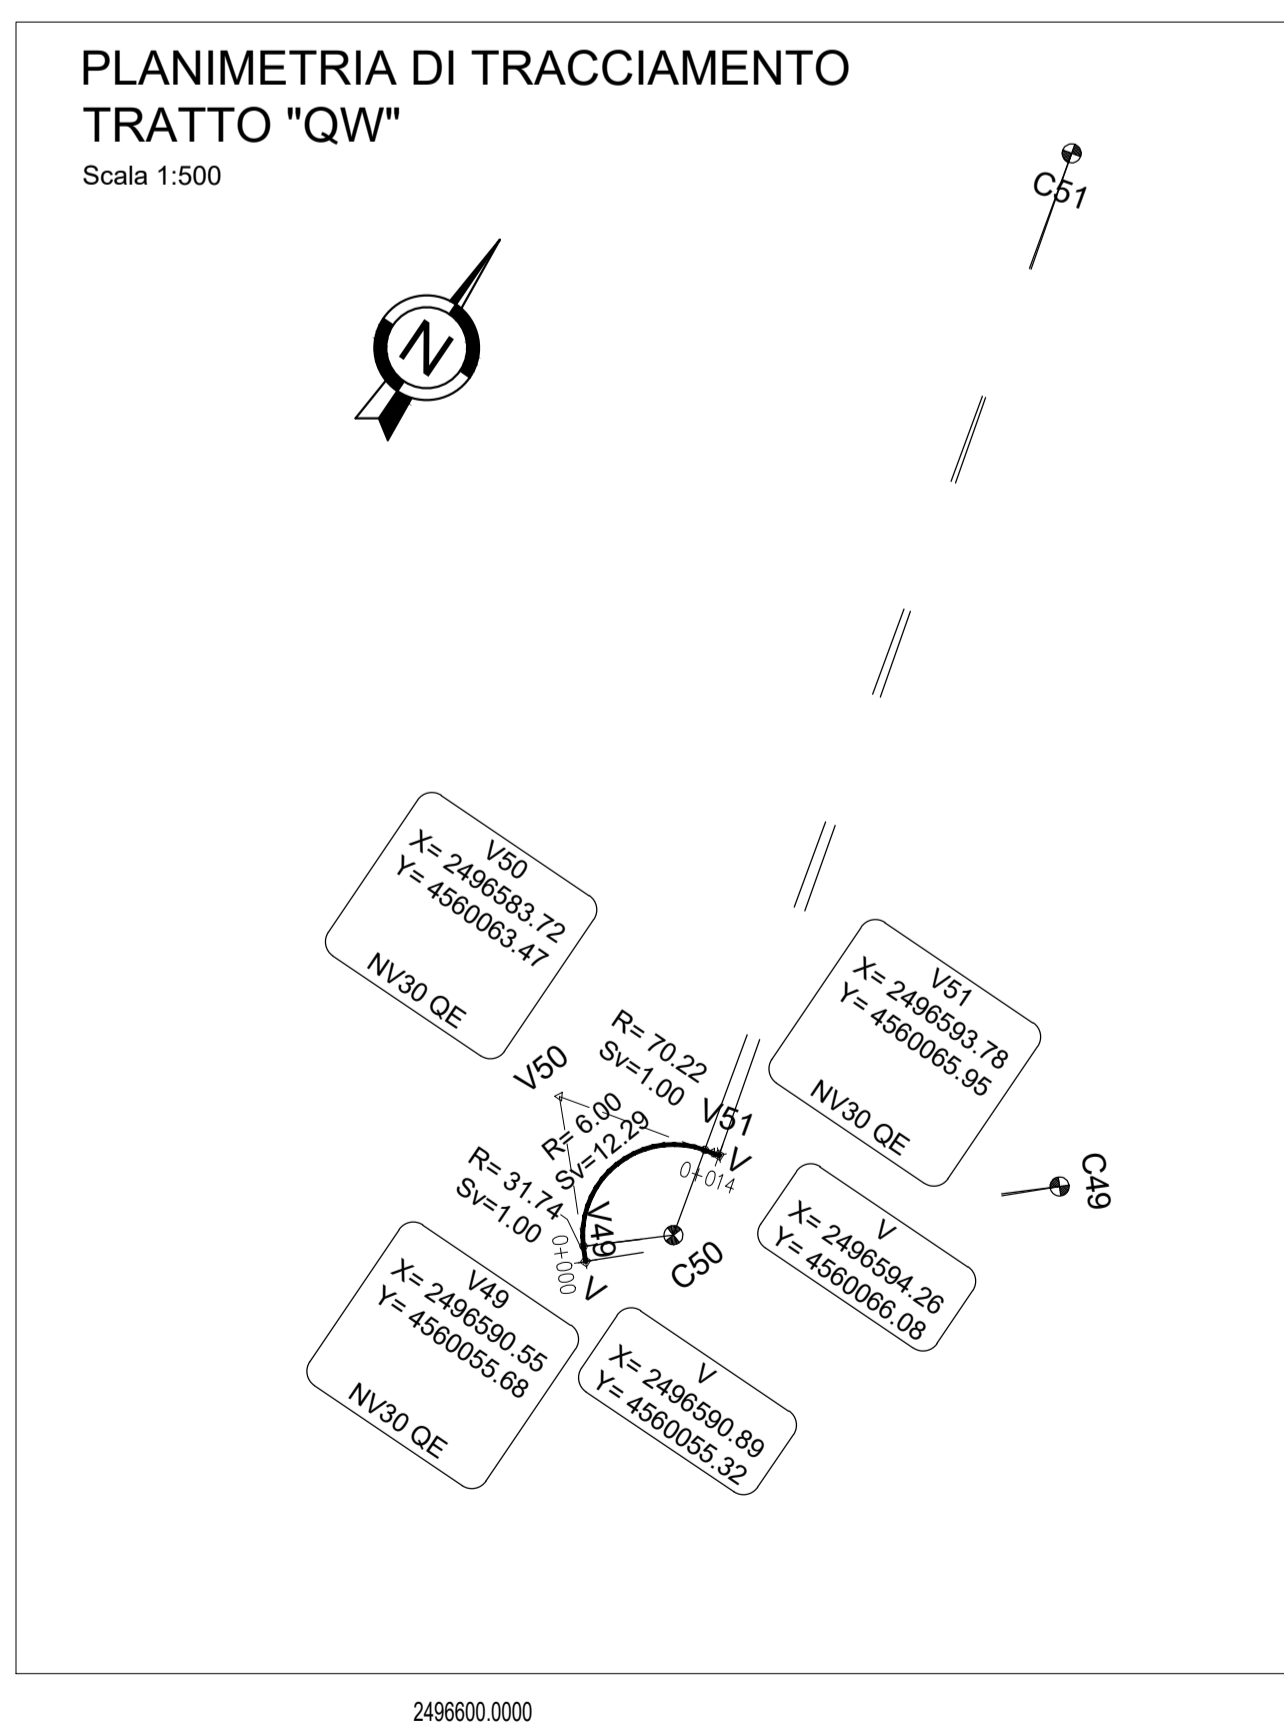 PLANIMETRIA DI TRACCIAMENTO
TRATTO "QW"
Scala 1:500
C51
N
V50
X= 2496583.72
Y= 4560063.47
NV30 QE
V51
X= 2496593.78
Y= 4560065.95
NV30 QE
R= 70.22
Sv=1.00
V50
V51
R= 6.00
Sv=12.29
V
0+014
R= 31.74
Sv=1.00
V49
0+000
V
C50
C49
V
X= 2496594.26
Y= 4560066.08
V49
X= 2496590.55
Y= 4560055.68
NV30 QE
V
X= 2496590.89
Y= 4560055.32
2496600.0000